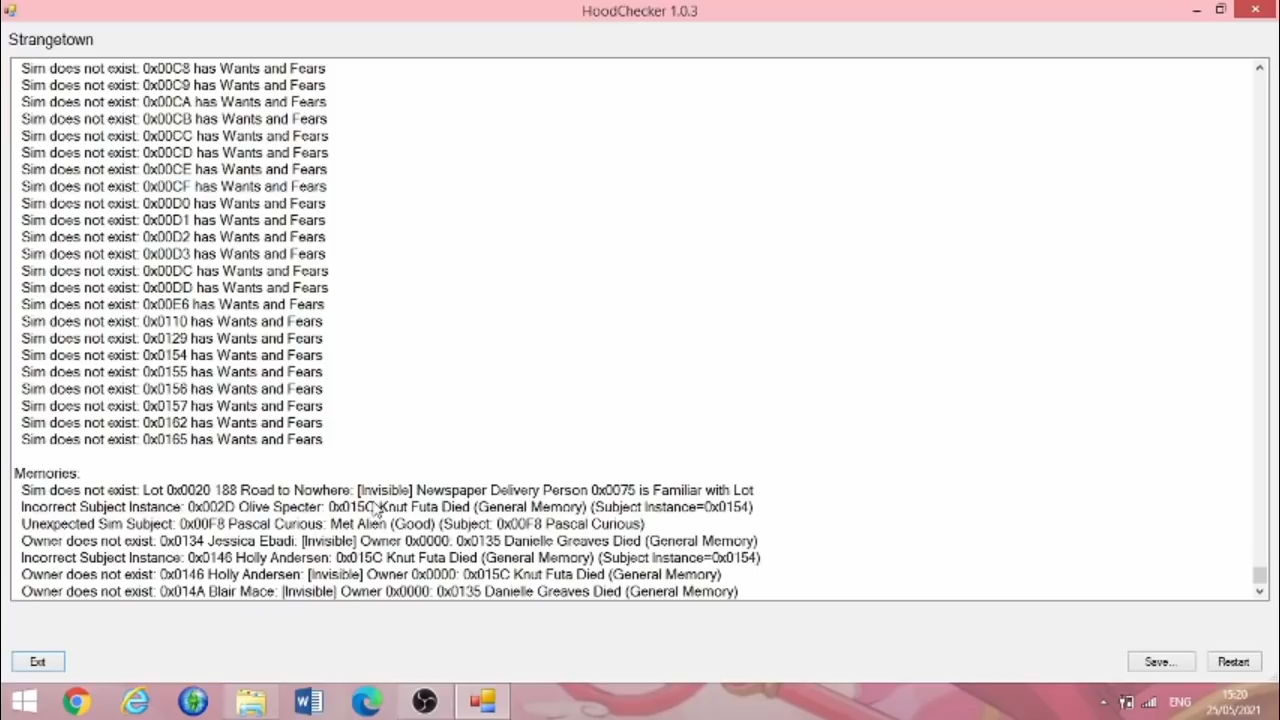 HoodChecker 1.0.3
Strangetown
Sim does not exist: 0x00C8 has Wants and Fears
Sim does not exist: 0x00C9 has Wants and Fears
Sim does not exist: 0x00CA has Wants and Fears
Sim does not exist: 0x00CB has Wants and Fears
Sim does not exist: 0x00CC has Wants and Fears
Sim does not exist: 0x00CD has Wants and Fears
Sim does not exist: 0x00CE has Wants and Fears
Sim does not exist: 0x00CF has Wants and Fears
Sim does not exist: 0x00D0 has Wants and Fears
Sim does not exist: 0x00D1 has Wants and Fears
Sim does not exist: 0x00D2 has Wants and Fears
Sim does not exist: 0x00D3 has Wants and Fears
Sim does not exist: 0x00DC has Wants and Fears
Sim does not exist: 0x00DD has Wants and Fears
Sim does not exist: 0x00E6 has Wants and Fears
Sim does not exist: 0x0110 has Wants and Fears
Sim does not exist: 0x0129 has Wants and Fears
Sim does not exist: 0x0154 has Wants and Fears
Sim does not exist: 0x0155 has Wants and Fears
Sim does not exist: 0x0156 has Wants and Fears
Sim does not exist: 0x0157 has Wants and Fears
Sim does not exist: 0x0162 has Wants and Fears
Sim does not exist: 0x0165 has Wants and Fears
Memories:
Sim does not exist: Lot 0x0020 188 Road to Nowhere: [Invisible] Newspaper Delivery Person 0x0075 is Familiar with Lot
Incorrect Subject Instance: 0x002D Olive Specter: 0x015C Knut Futa Died (General Memory) (Subject Instance=0x0154)
Unexpected Sim Subject: 0x00F8 Pascal Curious: Met Alien (Good) (Subject: 0x00F8 Pascal Curious)
Owner does not exist: 0x0134 Jessica Ebadi: [Invisible] Owner 0x0000: 0x0135 Danielle Greaves Died (General Memory)
Incorrect Subject Instance: 0x0146 Holly Andersen: 0x015C Knut Futa Died (General Memory) (Subject Instance=0x0154)
Owner does not exist: 0x0146 Holly Andersen: [Invisible] Owner 0x0000: 0x015C Knut Futa Died (General Memory)
Owner does not exist: 0x014A Blair Mace: [Invisible] Owner 0x0000: 0x0135 Danielle Greaves Died (General Memory)
Exit
Save...
Restart
ENG
15:20
25/05/2021